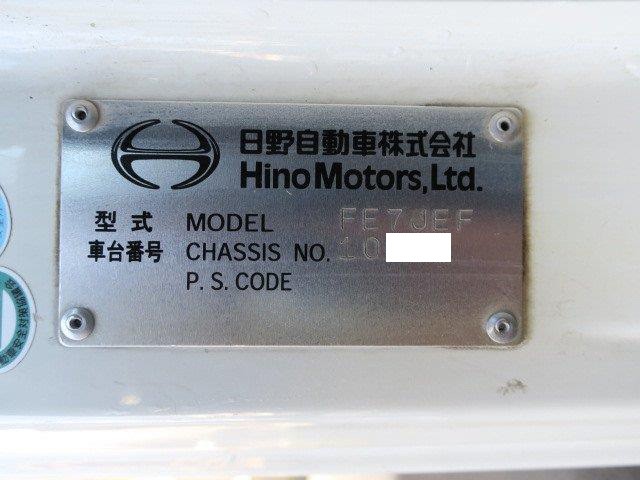 日野自動車株式会社
Hino Motors, Ltd.
型式 MODEL FE7JEF
車台番号 CHASSIS NO. 10
P.S. CODE